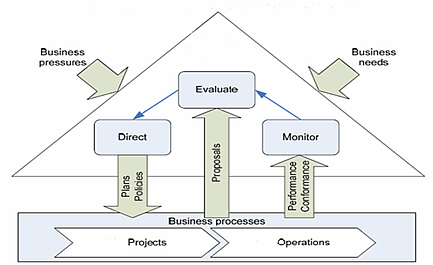 Business
pressures
Business
needs
Evaluate
Direct
Monitor
Plans
Policies
Proposals
Performance
Conformance
Business processes
Projects
Operations